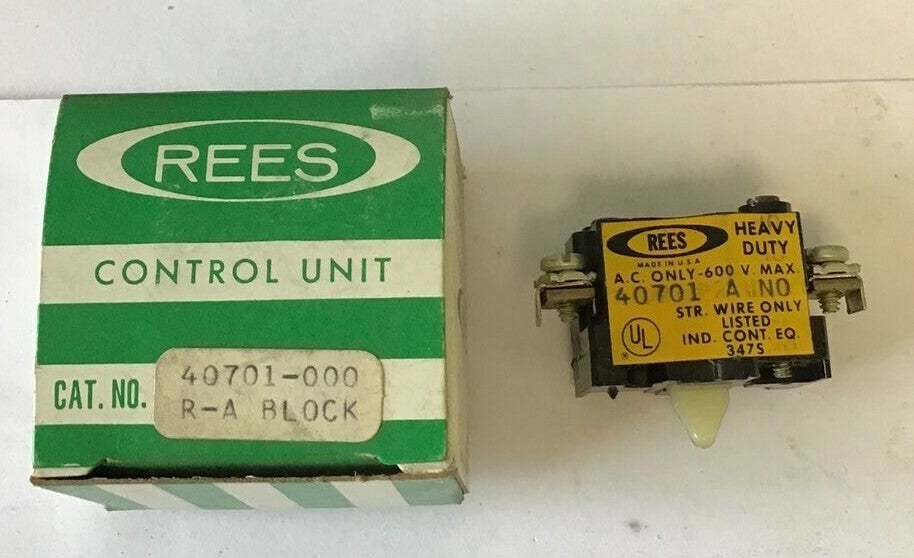 REES
CONTROL UNIT
CAT. NO.
40701-000
R-A BLOCK
REES
HEAVY
DUTY
MADE IN U.S.A
A.C. ONLY-600 V. MAX.
40701 A NO
STR. WIRE ONLY
LISTED
IND. CONT. EQ.
347S
UL
®